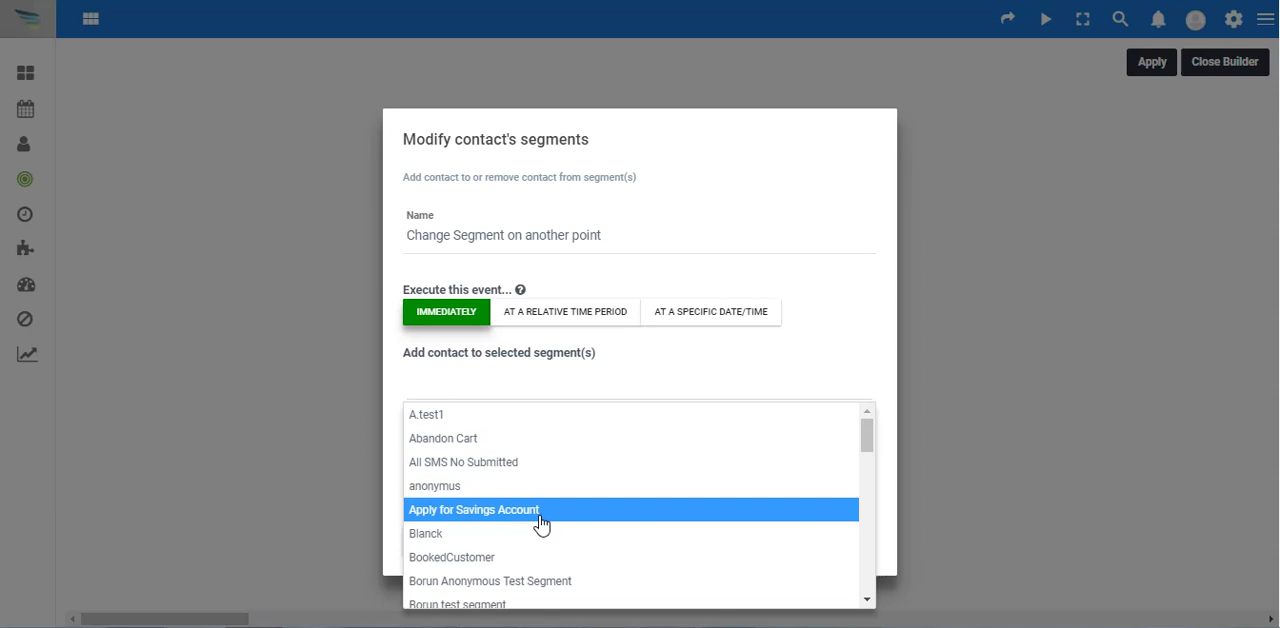 Apply
Close Builder
Modify contact's segments
Add contact to or remove contact from segment(s)
Name
Change Segment on another point
Execute this event...
IMMEDIATELY
AT A RELATIVE TIME PERIOD
AT A SPECIFIC DATE/TIME
Add contact to selected segment(s)
A.test1
Abandon Cart
All SMS No Submitted
anonymus
Apply for Savings Account
Blanck
BookedCustomer
Borun Anonymous Test Segment
Borun test segment